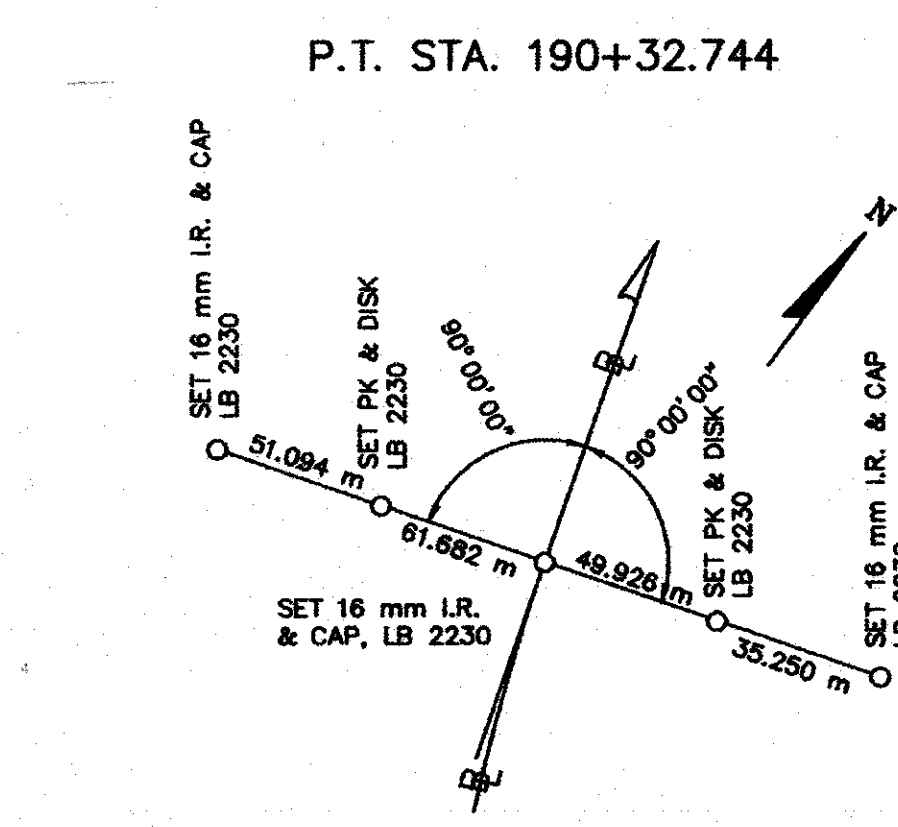 P.T. STA. 190+32.744
SET 16 mm I.R. & CAP
LB 2230
SET PK & DISK
LB 2230
90°00'00"
90°00'00"
N
51.094 m
61.682 m
49.926 m
35.250 m
SET PK & DISK
LB 2230
SET 16 mm I.R. & CAP
SET 16 mm I.R.
& CAP, LB 2230